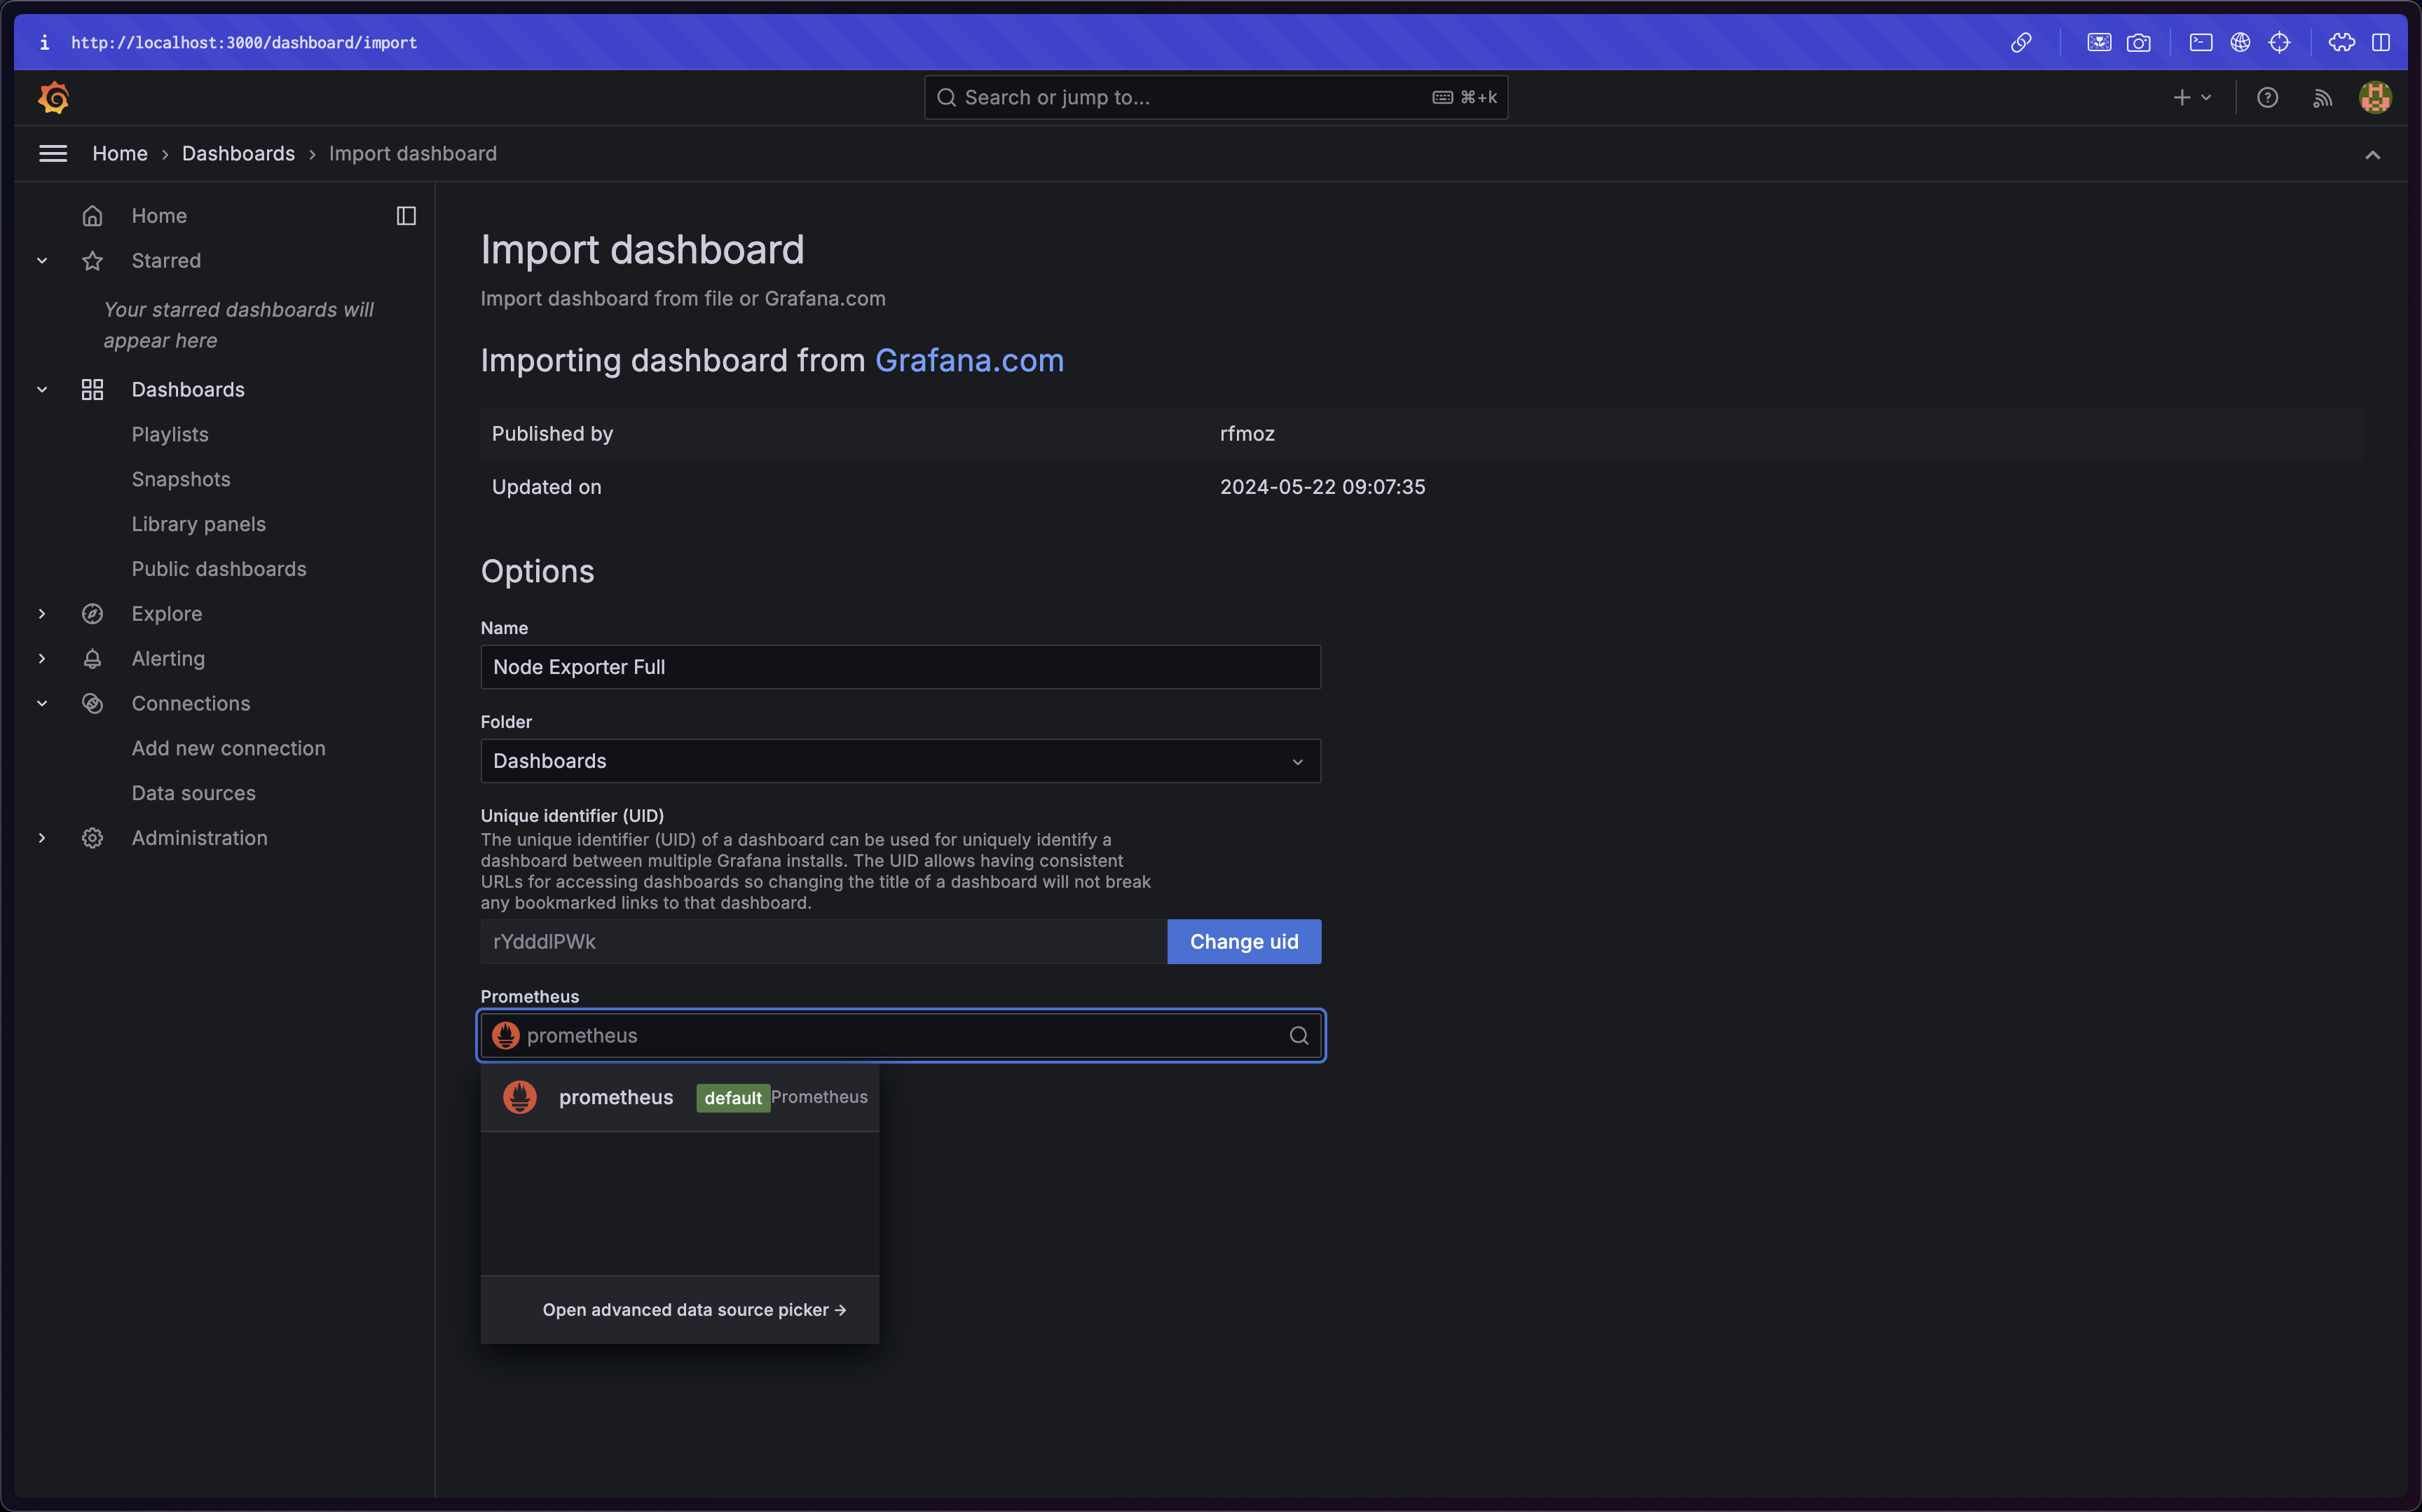 http://localhost:3000/dashboard/import
Search or jump to...
⌘+k
Home › Dashboards › Import dashboard
Home
Starred
Your starred dashboards will
appear here
Dashboards
Playlists
Snapshots
Library panels
Public dashboards
Explore
Alerting
Connections
Add new connection
Data sources
Administration
Import dashboard
Import dashboard from file or Grafana.com
Importing dashboard from Grafana.com
Published by rfmoz
Updated on 2024-05-22 09:07:35
Options
Name
Node Exporter Full
Folder
Dashboards
Unique identifier (UID)
The unique identifier (UID) of a dashboard can be used for uniquely identify a
dashboard between multiple Grafana installs. The UID allows having consistent
URLs for accessing dashboards so changing the title of a dashboard will not break
any bookmarked links to that dashboard.
rYdddlPWk
Change uid
Prometheus
prometheus
prometheus default Prometheus
Open advanced data source picker →